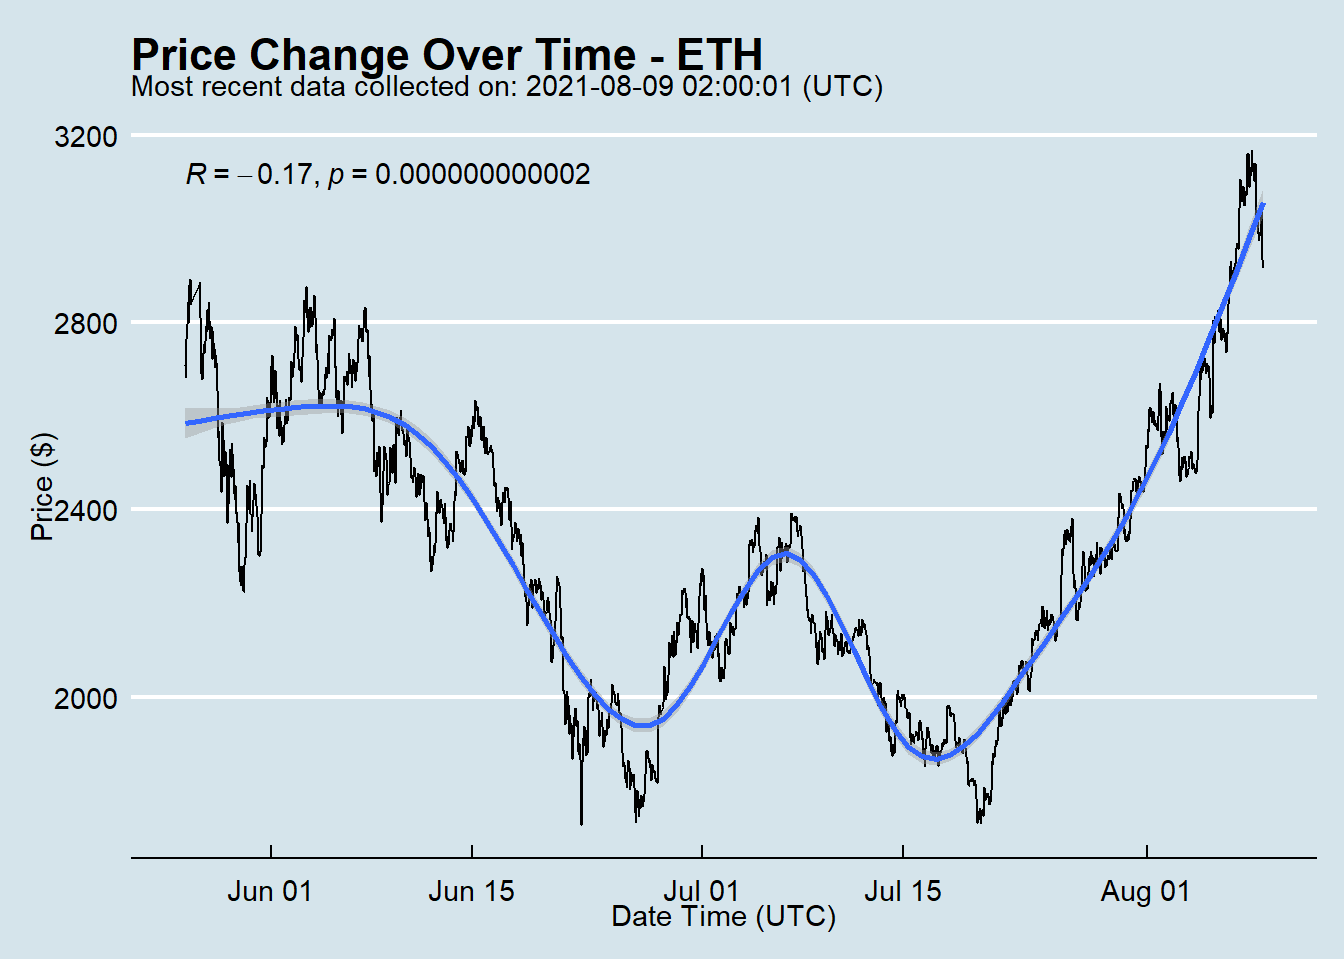 Price Change Over Time - ETH
Most recent data collected on: 2021-08-09 02:00:01 (UTC)
R = −0.17, p = 0.000000000002
Price ($)
3200
2800
2400
2000
Jun 01
Jun 15
Jul 01
Jul 15
Aug 01
Date Time (UTC)